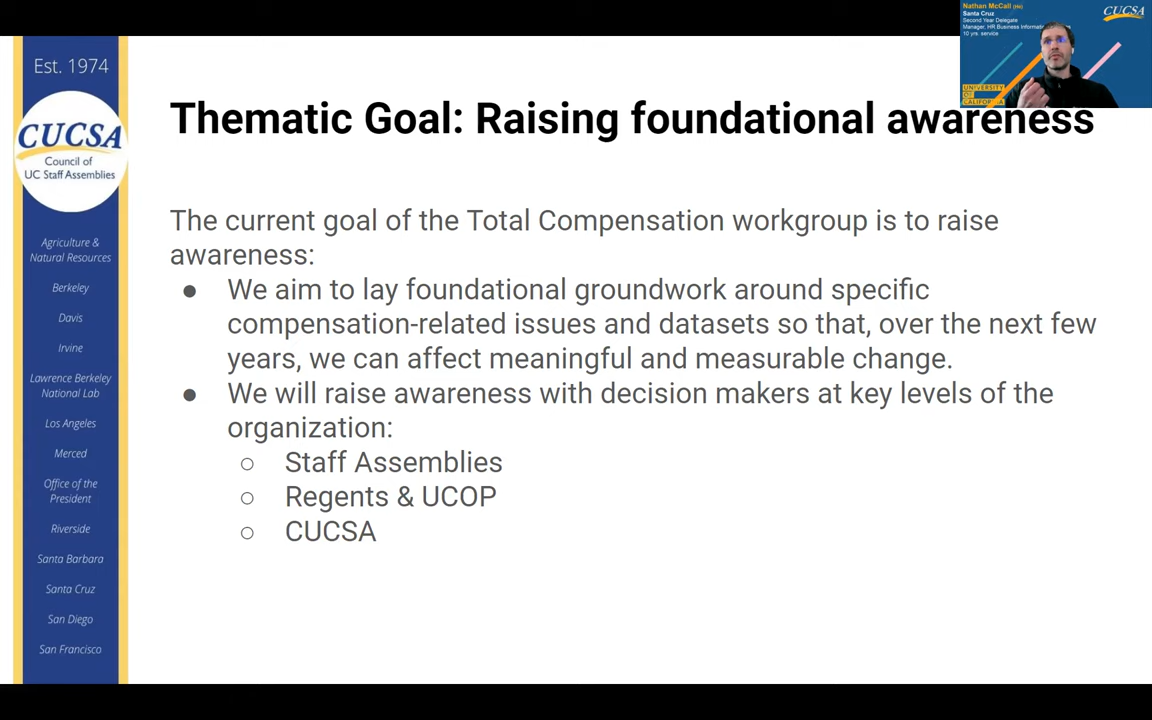 Nathan McCall (He)
Santa Cruz
Second Year Delegate
Manager, HR Business Informati
10 yrs. service
CUCSA
UNIVERSITY
OF
CALIFORNIA
Est. 1974
CUCSA
Council of
UC Staff Assemblies
Agriculture &
Natural Resources
Berkeley
Davis
Irvine
Lawrence Berkeley
National Lab
Los Angeles
Merced
Office of the
President
Riverside
Santa Barbara
Santa Cruz
San Diego
San Francisco
Thematic Goal: Raising foundational awareness
The current goal of the Total Compensation workgroup is to raise
awareness:
● We aim to lay foundational groundwork around specific
compensation-related issues and datasets so that, over the next few
years, we can affect meaningful and measurable change.
● We will raise awareness with decision makers at key levels of the
organization:
○ Staff Assemblies
○ Regents & UCOP
○ CUCSA